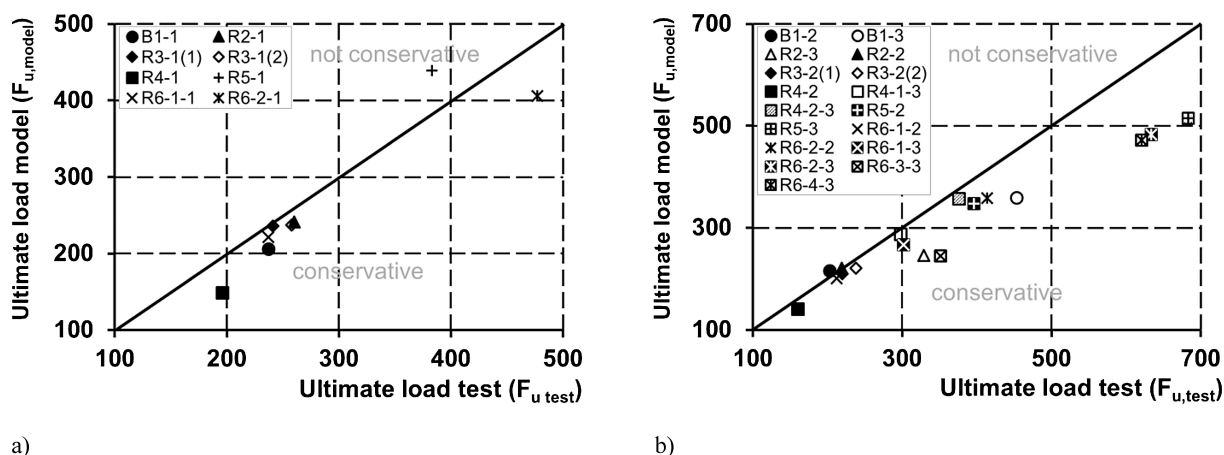 Ultimate load model (Fu,model)
500
400
300
200
100
B1-1 R2-1
R3-1(1) R3-1(2)
R4-1 R5-1
R6-1-1 R6-2-1
not conservative
conservative
100 200 300 400 500
Ultimate load test (Fu test)
a)
Ultimate load model (Fu,model)
700
500
300
100
B1-2 B1-3
R2-3 R2-2
R3-2(1) R3-2(2)
R4-2 R4-1-3
R4-2-3 R5-2
R5-3 R6-1-2
R6-2-2 R6-1-3
R6-2-3 R6-3-3
R6-4-3
not conservative
conservative
100 300 500 700
Ultimate load test (Fu,test)
b)